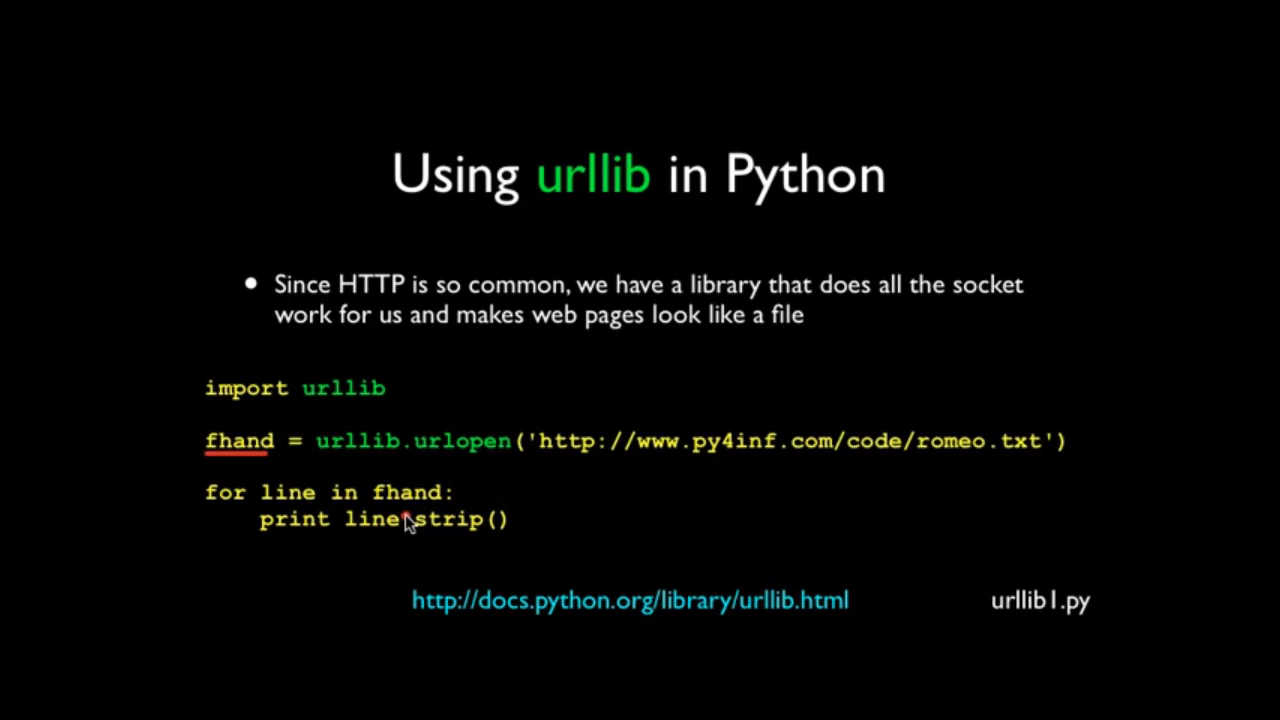 Using urllib in Python
• Since HTTP is so common, we have a library that does all the socket
work for us and makes web pages look like a file
import urllib
fhand = urllib.urlopen('http://www.py4inf.com/code/romeo.txt')
for line in fhand:
    print line.strip()
http://docs.python.org/library/urllib.html
urllib1.py